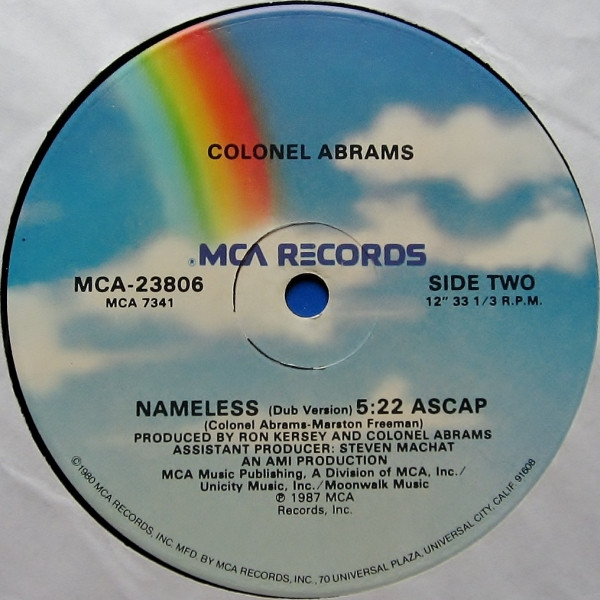 COLONEL ABRAMS
® MCA RECORDS
MCA-23806
MCA 7341
SIDE TWO
12" 33 1/3 R.P.M.
NAMELESS (Dub Version) 5:22 ASCAP
(Colonel Abrams-Marston Freeman)
PRODUCED BY RON KERSEY AND COLONEL ABRAMS
ASSISTANT PRODUCER: STEVEN MACHAT
AN AMI PRODUCTION
MCA Music Publishing, A Division of MCA, Inc./
Unicity Music, Inc./Moonwalk Music
℗ 1987 MCA
Records, Inc.
©1980 MCA RECORDS, INC. MFD. BY MCA RECORDS, INC., 70 UNIVERSAL PLAZA, UNIVERSAL CITY, CALIF. 91608